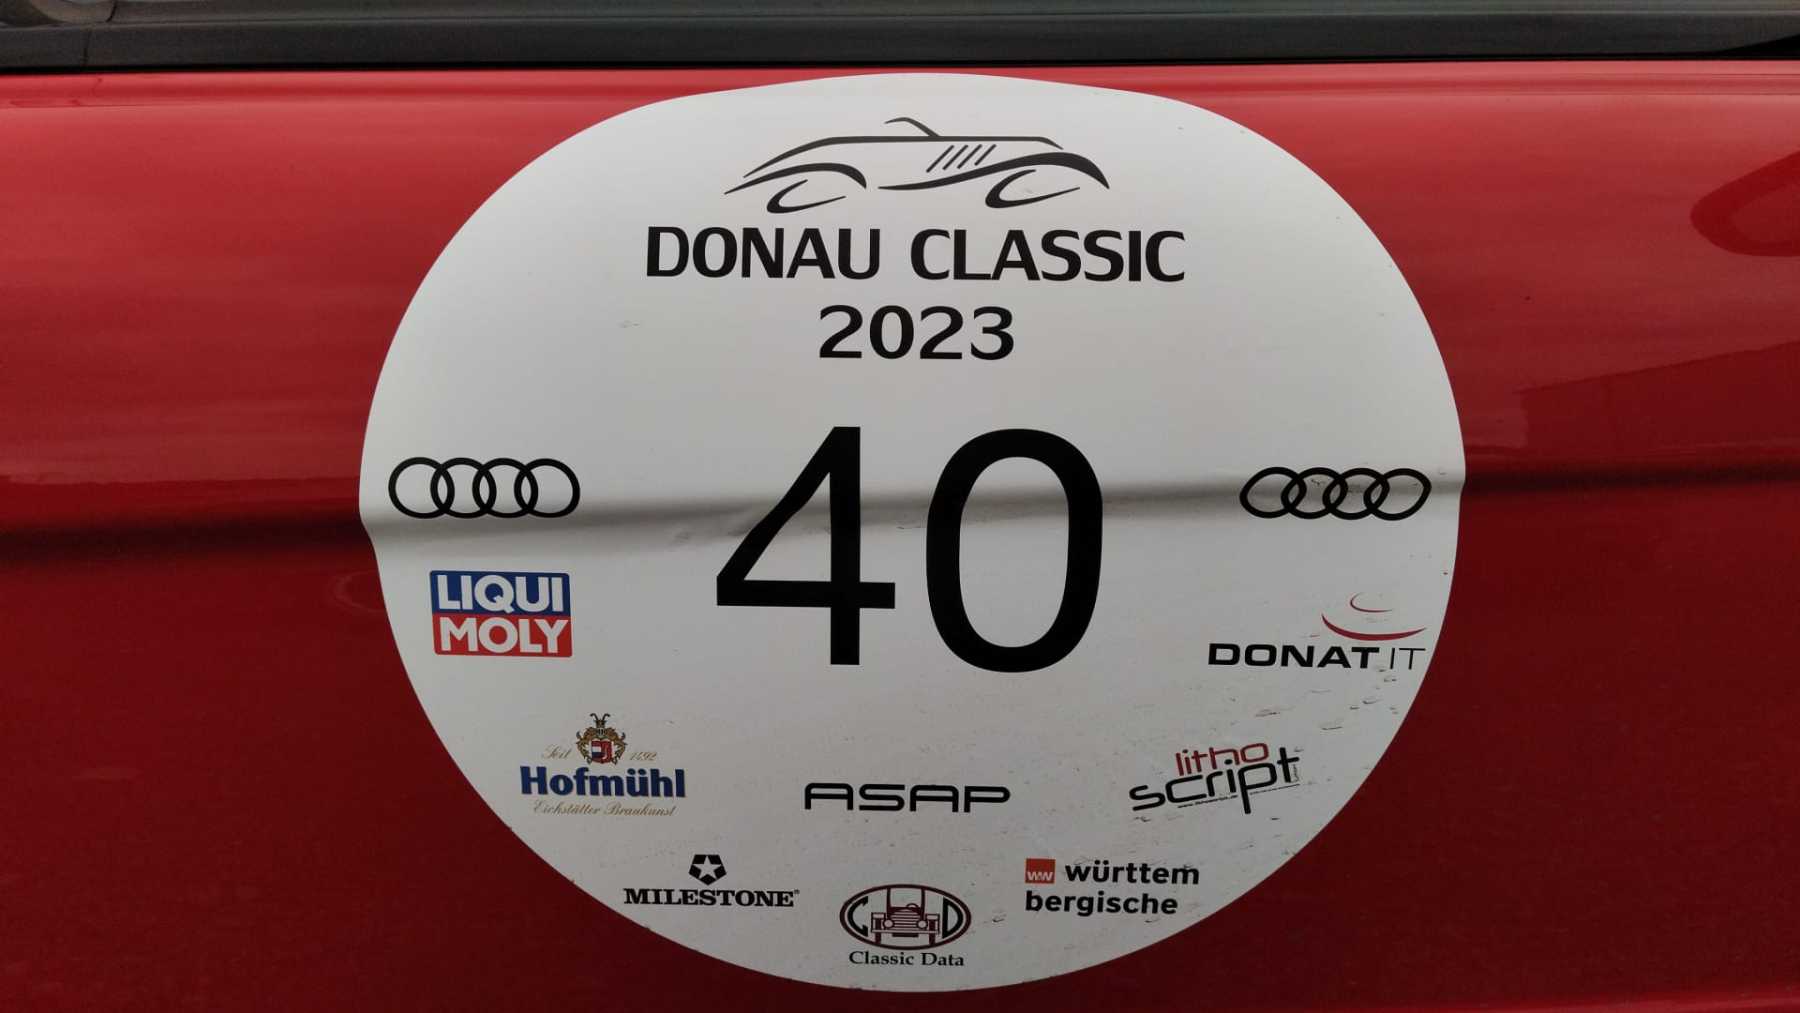 DONAU CLASSIC
2023
40
LIQUI
MOLY
DONAT IT
Seit 1492
Hofmühl
Eichstätter Braukunst
ASAP
litho
script
MILESTONE®
C D
Classic Data
ww württem
bergische